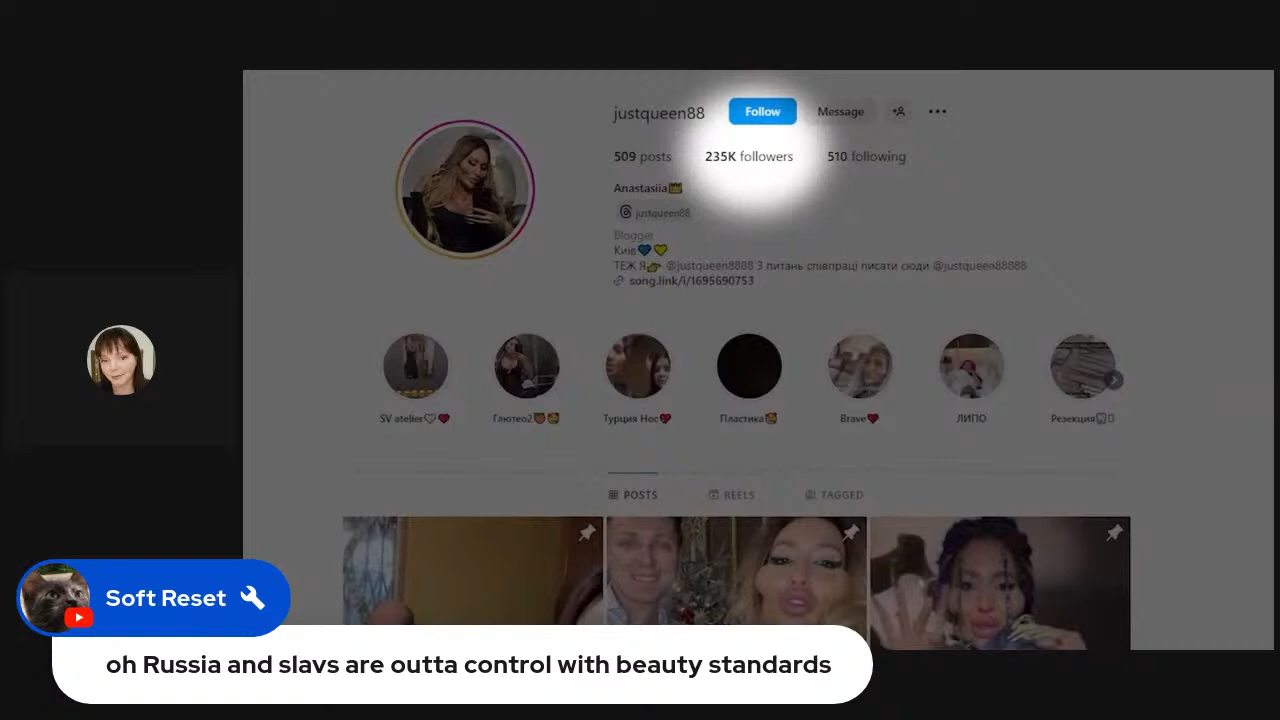 justqueen88 Follow Message
509 posts 235K followers 510 following
Anastasiia👑
justqueen88
Blogger
Київ💙💛
ТЕЖ Я👉 @justqueen8888 З питань співпраці писати сюди @justqueen88888
song.link/i/1695690753
SV atelier🤍❤️ Глютео2🍑🥰 Турция Нос💖 Пластика🥰 Brave❤️ ЛИПО Резекция🦷
POSTS REELS TAGGED
Soft Reset
oh Russia and slavs are outta control with beauty standards